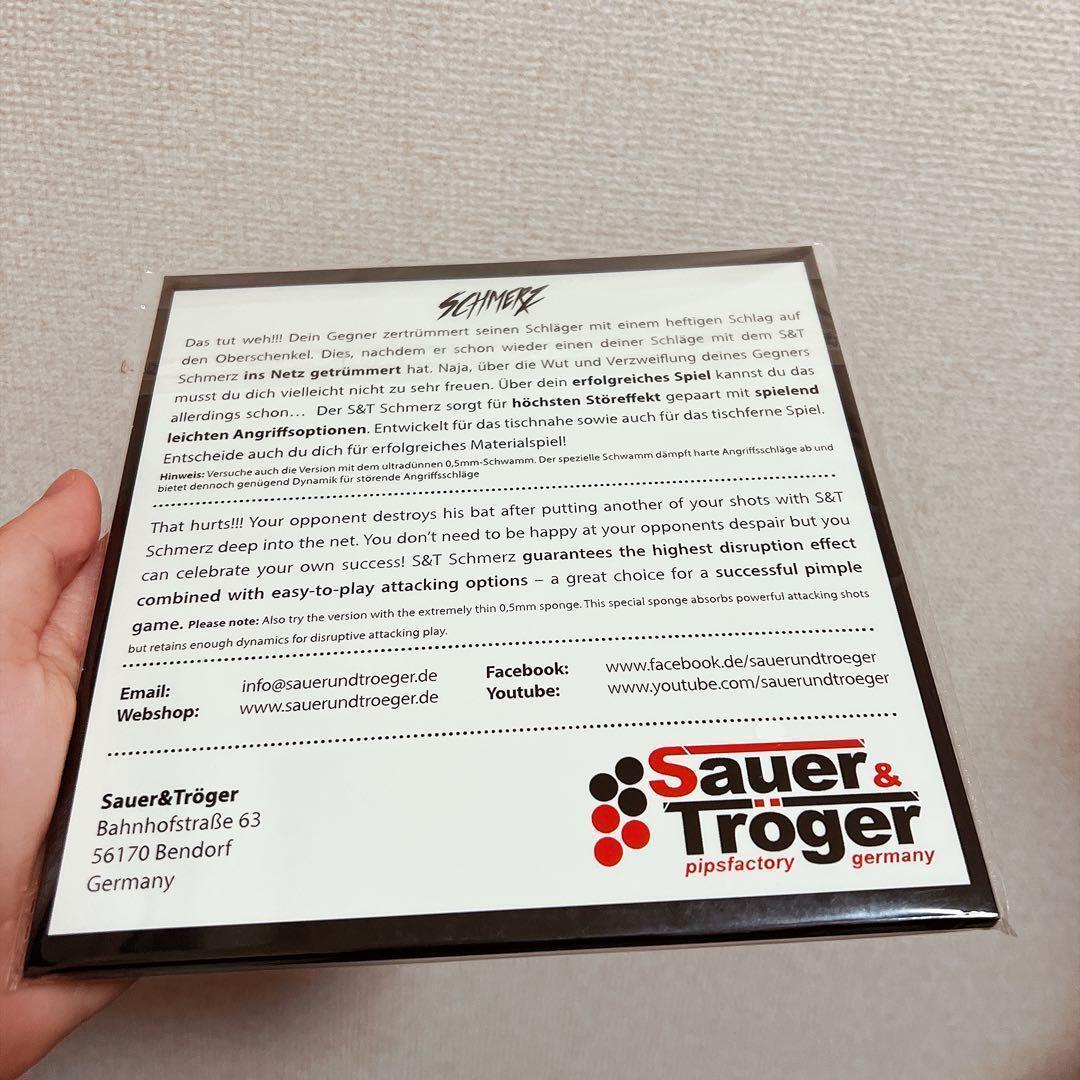 SCHMERZ
Das tut weh!!! Dein Gegner zertrümmert seinen Schläger mit einem heftigen Schlag auf
den Oberschenkel. Dies, nachdem er schon wieder einen deiner Schläge mit dem S&T
Schmerz ins Netz getrümmert hat. Naja, über die Wut und Verzweiflung deines Gegners
musst du dich vielleicht nicht zu sehr freuen. Über dein erfolgreiches Spiel kannst du das
allerdings schon... Der S&T Schmerz sorgt für höchsten Störeffekt gepaart mit spielend
leichten Angriffsoptionen. Entwickelt für das tischnahe sowie auch für das tischferne Spiel.
Entscheide auch du dich für erfolgreiches Materialspiel!
Hinweis: Versuche auch die Version mit dem ultradünnen 0,5mm-Schwamm. Der spezielle Schwamm dämpft harte Angriffsschläge ab und
bietet dennoch genügend Dynamik für störende Angriffsschläge
That hurts!!! Your opponent destroys his bat after putting another of your shots with S&T
Schmerz deep into the net. You don't need to be happy at your opponents despair but you
can celebrate your own success! S&T Schmerz guarantees the highest disruption effect
combined with easy-to-play attacking options – a great choice for a successful pimple
game. Please note: Also try the version with the extremely thin 0,5mm sponge. This special sponge absorbs powerful attacking shots
but retains enough dynamics for disruptive attacking play.
Email: info@sauerundtroeger.de Facebook: www.facebook.de/sauerundtroeger
Webshop: www.sauerundtroeger.de Youtube: www.youtube.com/sauerundtroeger
Sauer&Tröger
Bahnhofstraße 63
56170 Bendorf
Germany
Sauer &
Tröger
pipsfactory germany